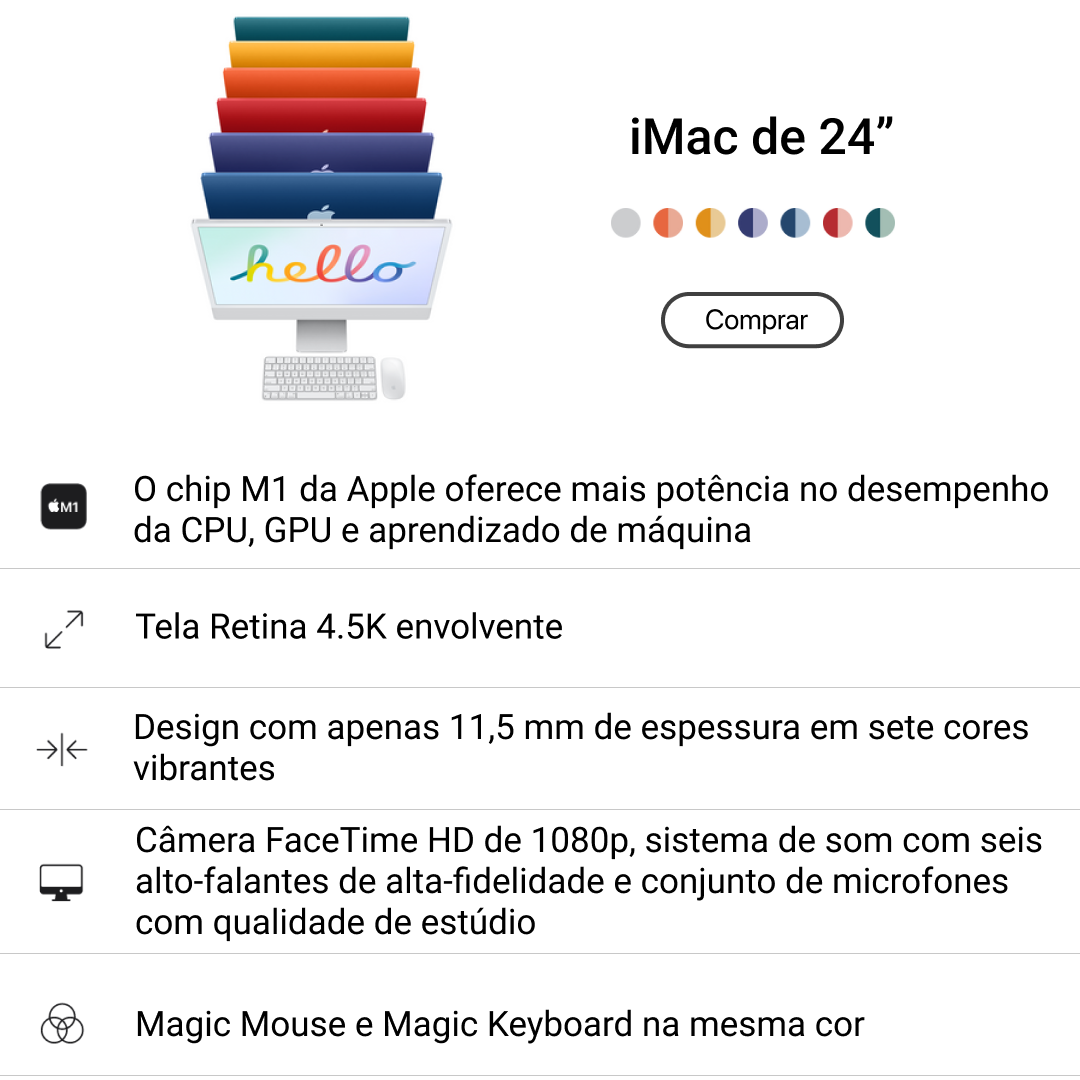 hello
iMac de 24”
Comprar
M1
O chip M1 da Apple oferece mais potência no desempenho
da CPU, GPU e aprendizado de máquina
Tela Retina 4.5K envolvente
Design com apenas 11,5 mm de espessura em sete cores
vibrantes
Câmera FaceTime HD de 1080p, sistema de som com seis
alto-falantes de alta-fidelidade e conjunto de microfones
com qualidade de estúdio
Magic Mouse e Magic Keyboard na mesma cor